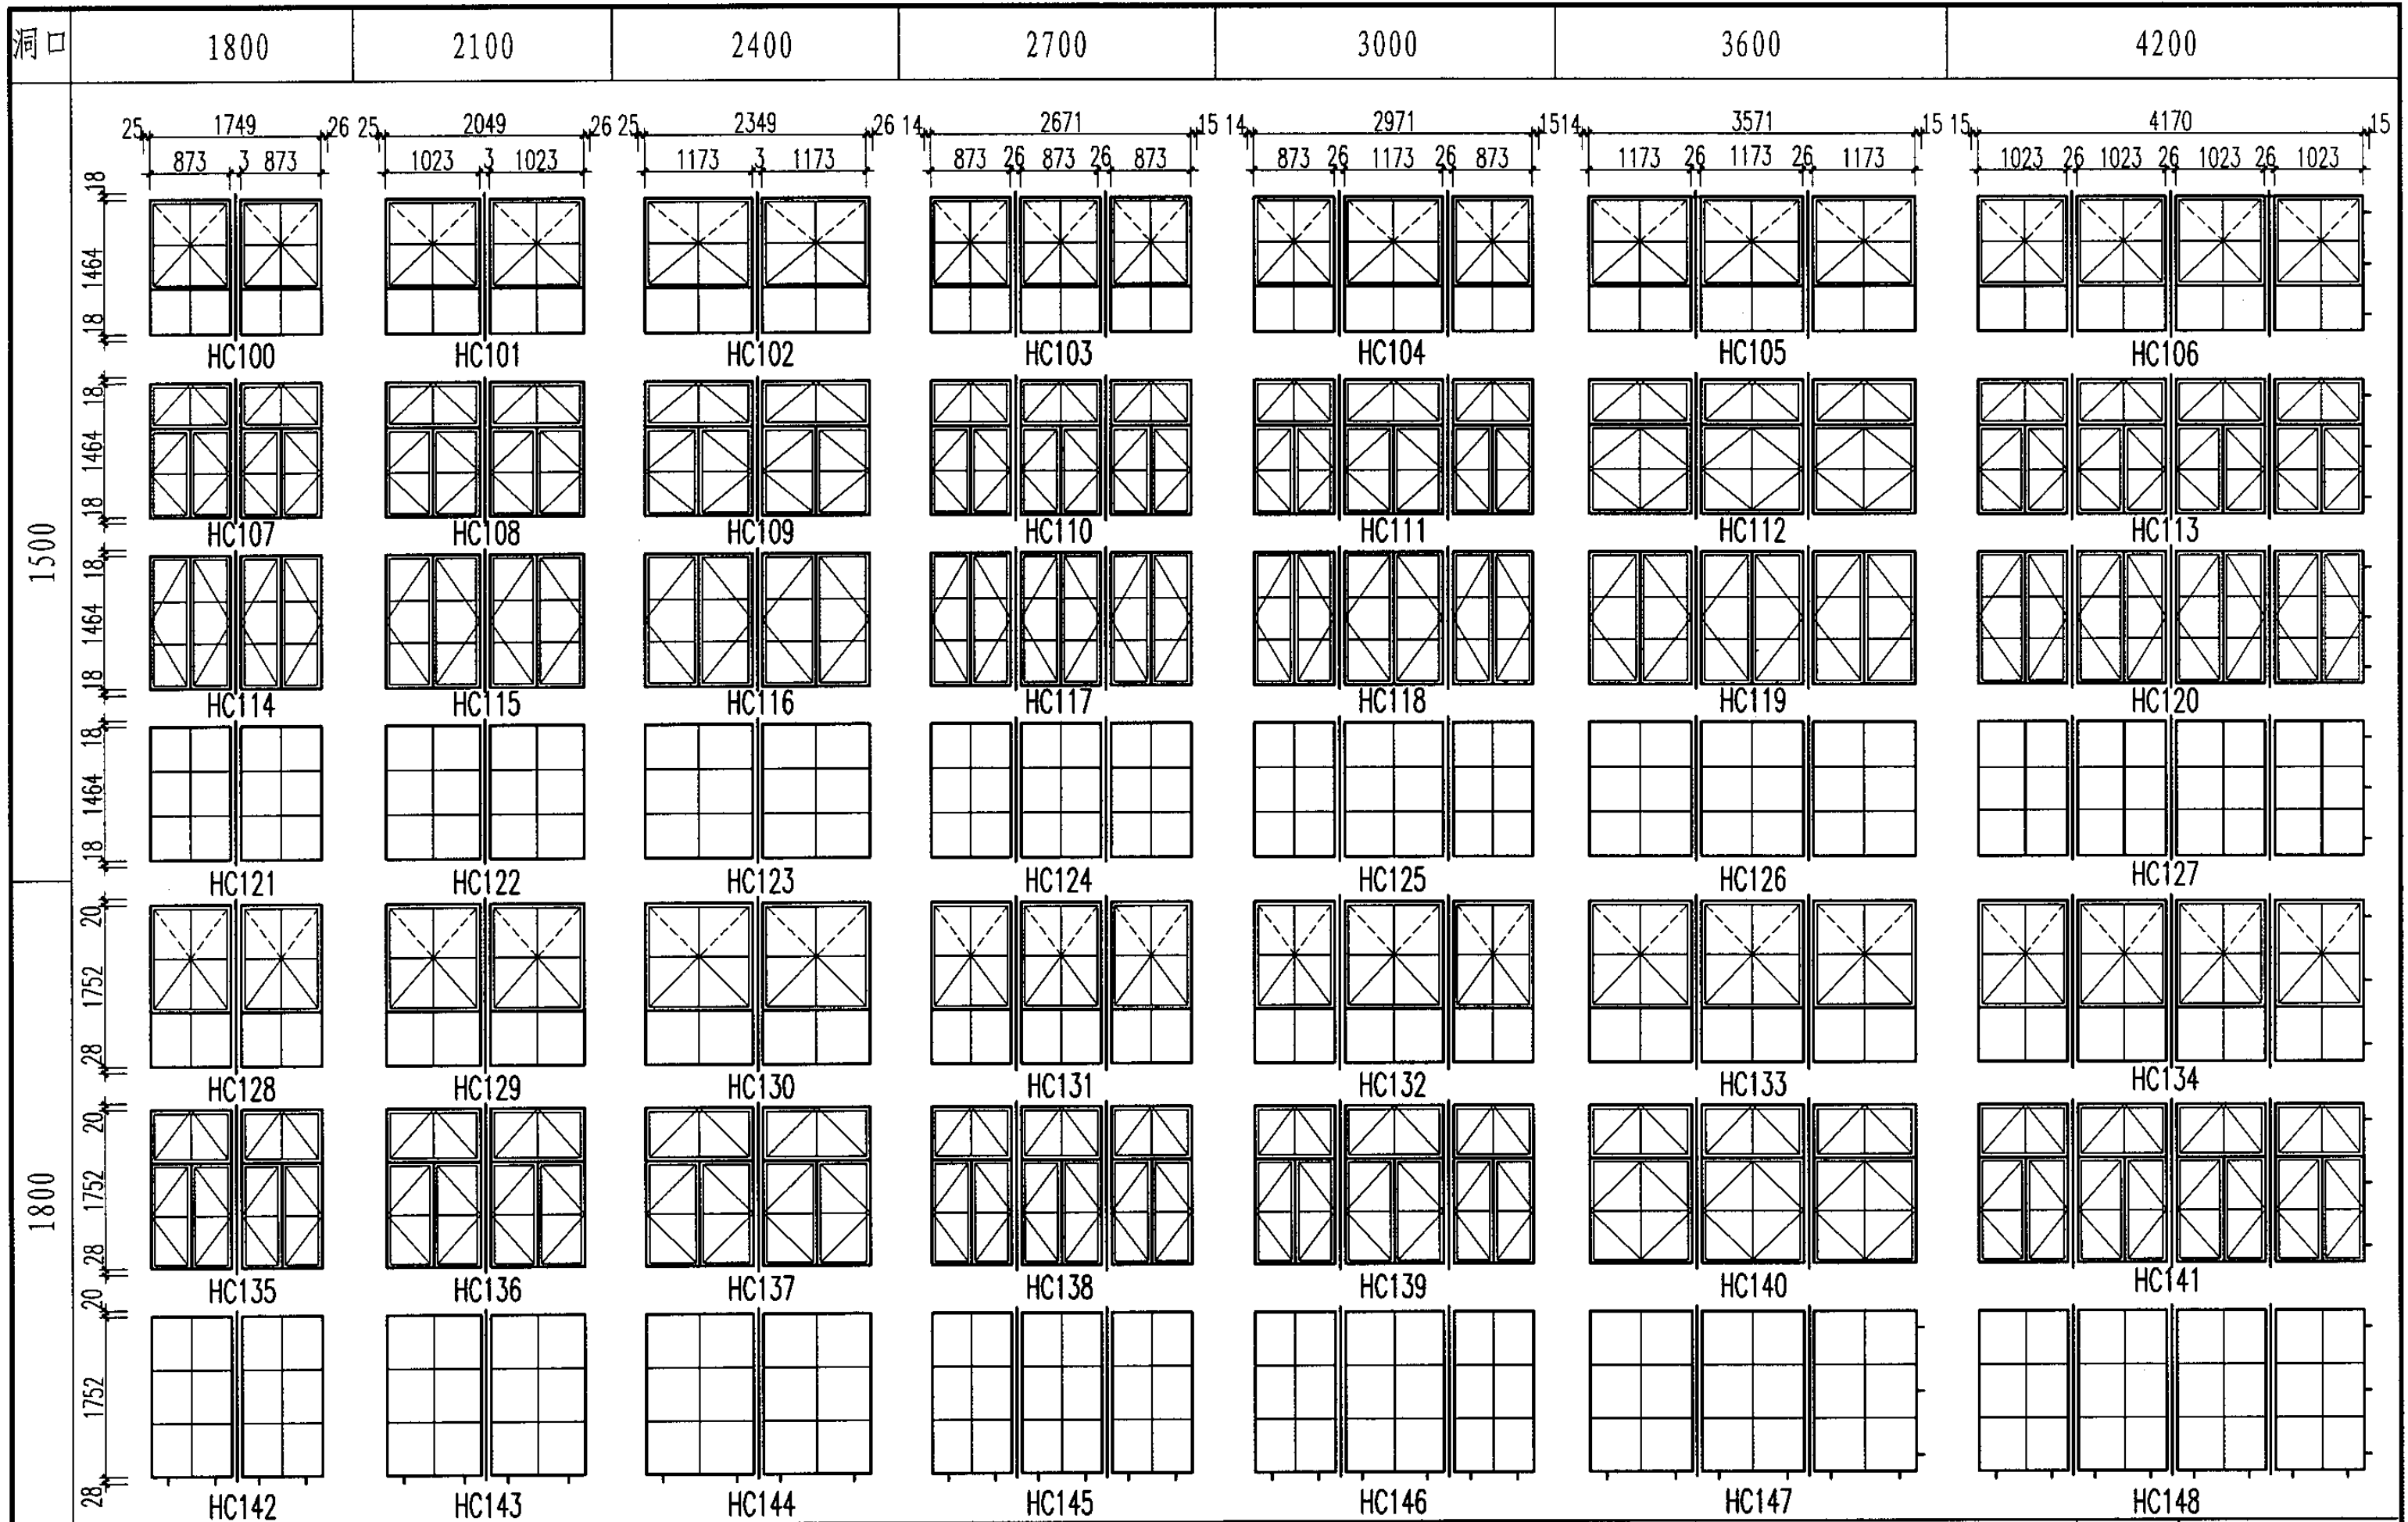 洞口 1800 2100 2400 2700 3000 3600 4200
25 1749 26 25 2049 26 25 2349 26 14 2671 15 14 2971 15 14 3571 15 15 4170 15
873 3 873 1023 3 1023 1173 3 1173 873 26 873 26 873 873 26 1173 26 873 1173 26 1173 26 1173 1023 26 1023 26 1023 26 1023
1500
18 1464 18
HC100 HC101 HC102 HC103 HC104 HC105 HC106
18 1464 18
HC107 HC108 HC109 HC110 HC111 HC112 HC113
18 1464 18
HC114 HC115 HC116 HC117 HC118 HC119 HC120
18 1464 18
HC121 HC122 HC123 HC124 HC125 HC126 HC127
1800
20 1752 28
HC128 HC129 HC130 HC131 HC132 HC133 HC134
20 1752 28
HC135 HC136 HC137 HC138 HC139 HC140 HC141
20 1752 28
HC142 HC143 HC144 HC145 HC146 HC147 HC148